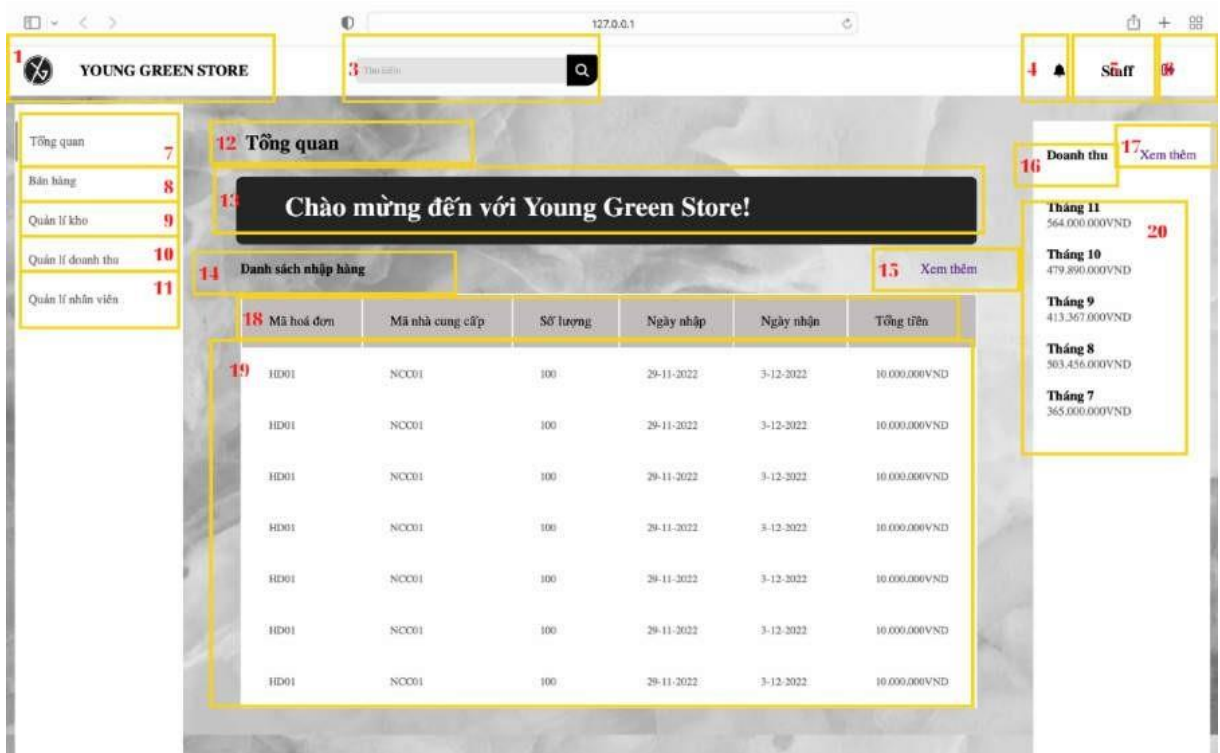 127.0.0.1
1 YOUNG GREEN STORE 3 Tìm kiếm 4 5 Staff 6
Tổng quan 7
Bán hàng 8
Quản lí kho 9
Quản lí doanh thu 10
Quản lí nhân viên 11
12 Tổng quan
13 Chào mừng đến với Young Green Store!
14 Danh sách nhập hàng 15 Xem thêm
18 Mã hoá đơn Mã nhà cung cấp Số lượng Ngày nhập Ngày nhận Tổng tiền
19 HD01 NCC01 100 29-11-2022 3-12-2022 10.000.000VND
HD01 NCC01 100 29-11-2022 3-12-2022 10.000.000VND
HD01 NCC01 100 29-11-2022 3-12-2022 10.000.000VND
HD01 NCC01 100 29-11-2022 3-12-2022 10.000.000VND
HD01 NCC01 100 29-11-2022 3-12-2022 10.000.000VND
HD01 NCC01 100 29-11-2022 3-12-2022 10.000.000VND
HD01 NCC01 100 29-11-2022 3-12-2022 10.000.000VND
16 Doanh thu 17 Xem thêm
Tháng 11
564.000.000VND 20
Tháng 10
479.890.000VND
Tháng 9
413.367.000VND
Tháng 8
503.456.000VND
Tháng 7
365.000.000VND